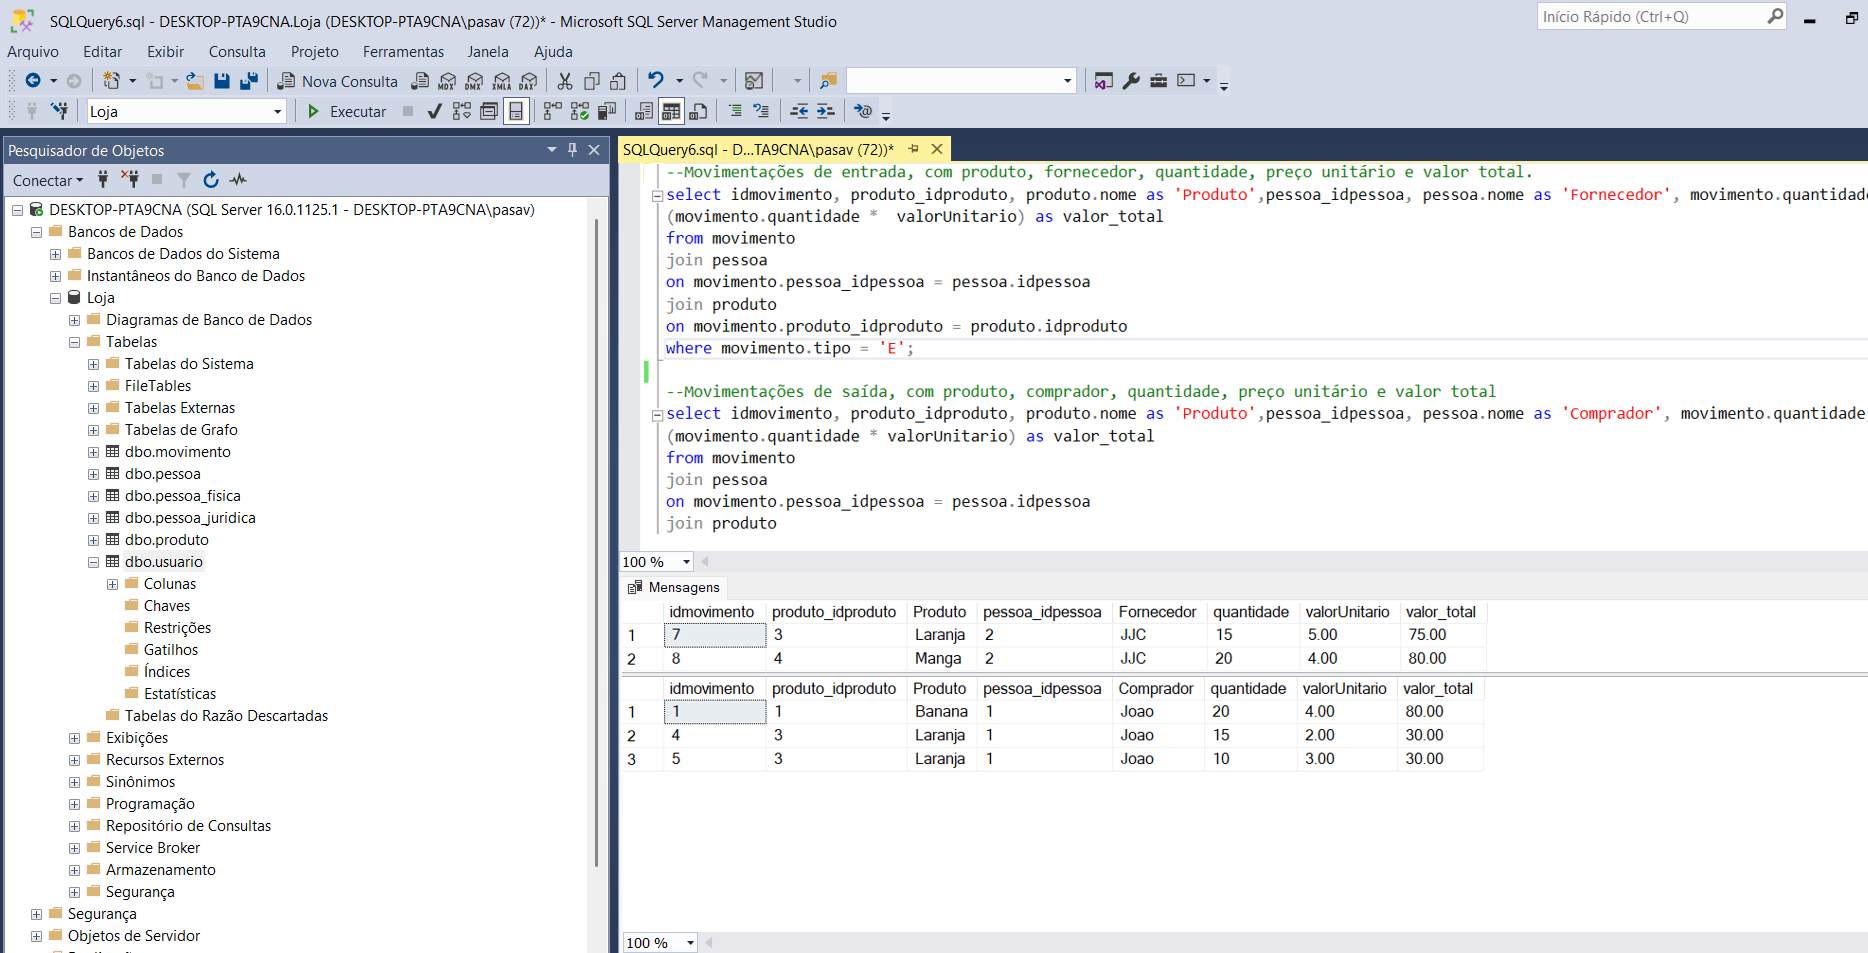 SQLQuery6.sql - DESKTOP-PTA9CNA.Loja (DESKTOP-PTA9CNA\pasav (72))* - Microsoft SQL Server Management Studio
Início Rápido (Ctrl+Q)
Arquivo Editar Exibir Consulta Projeto Ferramentas Janela Ajuda
Nova Consulta MDX DMX XMLA DAX
Loja Executar
Pesquisador de Objetos
Conectar
DESKTOP-PTA9CNA (SQL Server 16.0.1125.1 - DESKTOP-PTA9CNA\pasav)
Bancos de Dados
Bancos de Dados do Sistema
Instantâneos do Banco de Dados
Loja
Diagramas de Banco de Dados
Tabelas
Tabelas do Sistema
FileTables
Tabelas Externas
Tabelas de Grafo
dbo.movimento
dbo.pessoa
dbo.pessoa_fisica
dbo.pessoa_juridica
dbo.produto
dbo.usuario
Colunas
Chaves
Restrições
Gatilhos
Índices
Estatísticas
Tabelas do Razão Descartadas
Exibições
Recursos Externos
Sinônimos
Programação
Repositório de Consultas
Service Broker
Armazenamento
Segurança
Segurança
Objetos de Servidor
SQLQuery6.sql - D...TA9CNA\pasav (72))*
--Movimentações de entrada, com produto, fornecedor, quantidade, preço unitário e valor total.
select idmovimento, produto_idproduto, produto.nome as 'Produto',pessoa_idpessoa, pessoa.nome as 'Fornecedor', movimento.quantidade
(movimento.quantidade *  valorUnitario) as valor_total
from movimento
join pessoa
on movimento.pessoa_idpessoa = pessoa.idpessoa
join produto
on movimento.produto_idproduto = produto.idproduto
where movimento.tipo = 'E';
--Movimentações de saída, com produto, comprador, quantidade, preço unitário e valor total
select idmovimento, produto_idproduto, produto.nome as 'Produto',pessoa_idpessoa, pessoa.nome as 'Comprador', movimento.quantidade
(movimento.quantidade * valorUnitario) as valor_total
from movimento
join pessoa
on movimento.pessoa_idpessoa = pessoa.idpessoa
join produto
100 %
Mensagens
idmovimento produto_idproduto Produto pessoa_idpessoa Fornecedor quantidade valorUnitario valor_total
1 7 3 Laranja 2 JJC 15 5.00 75.00
2 8 4 Manga 2 JJC 20 4.00 80.00
idmovimento produto_idproduto Produto pessoa_idpessoa Comprador quantidade valorUnitario valor_total
1 1 1 Banana 1 Joao 20 4.00 80.00
2 4 3 Laranja 1 Joao 15 2.00 30.00
3 5 3 Laranja 1 Joao 10 3.00 30.00
100 %